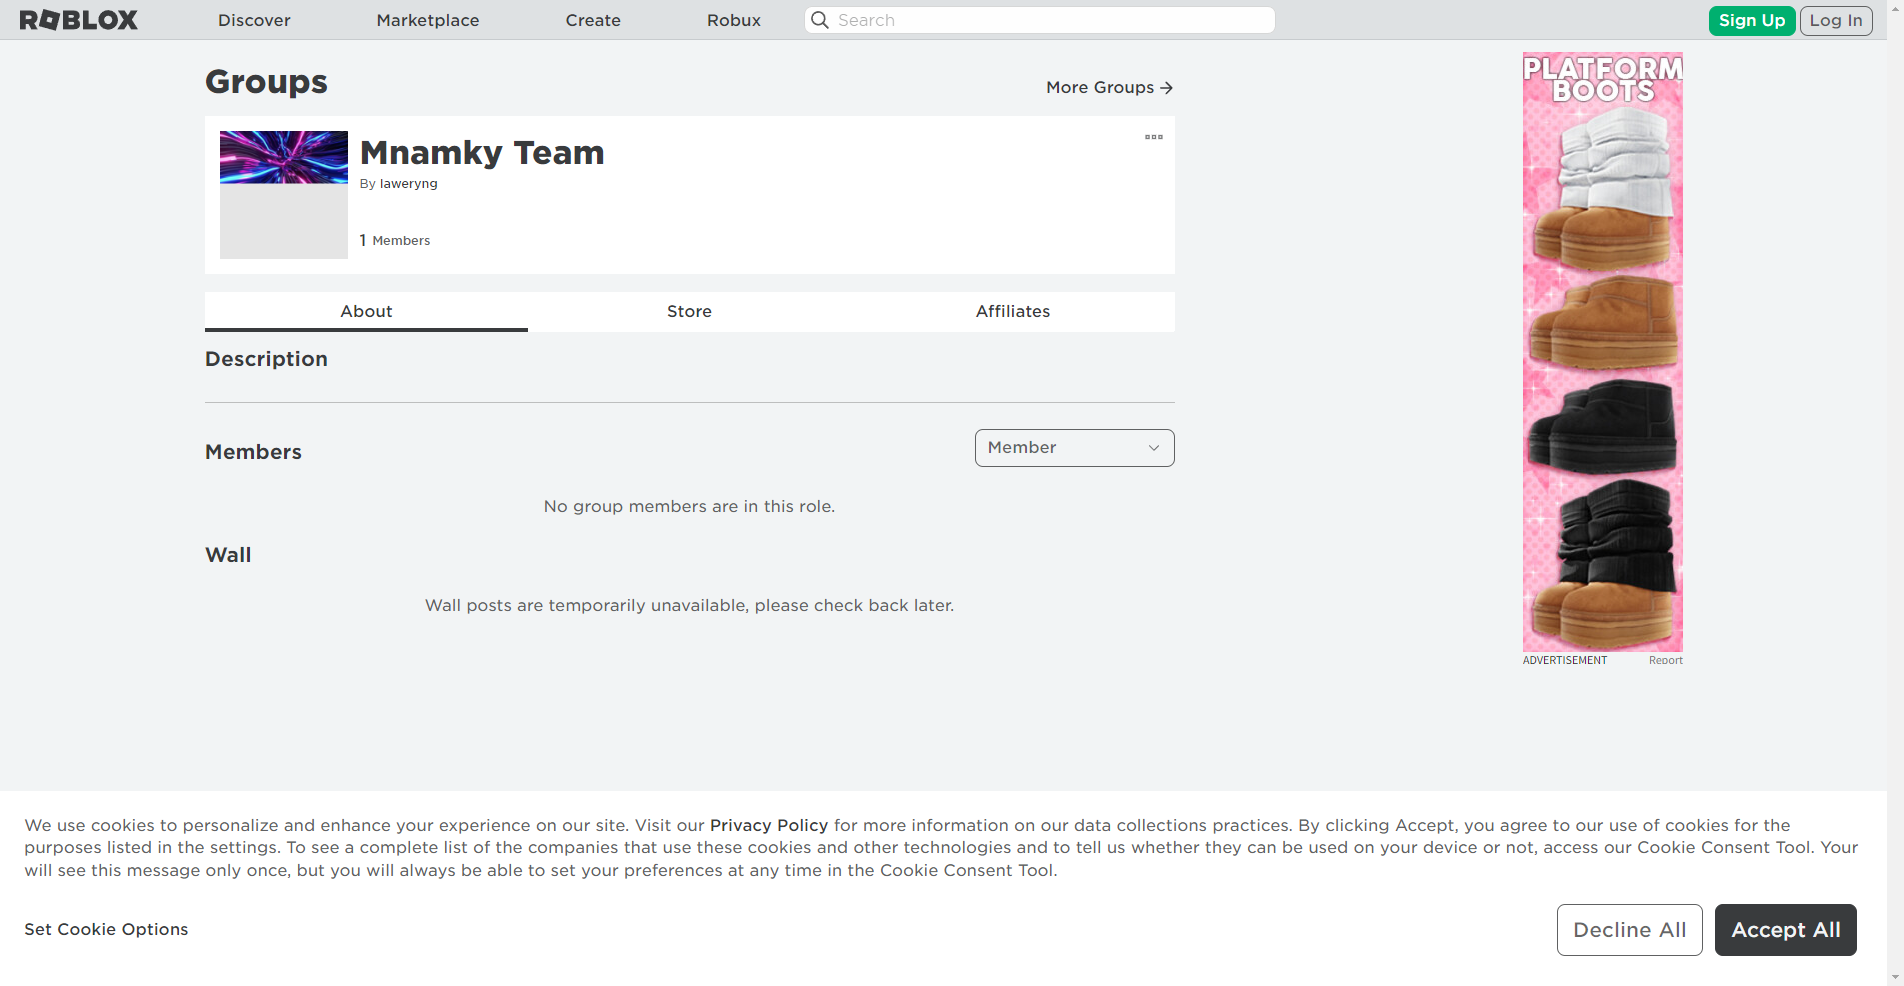 ROBLOX
Discover
Marketplace
Create
Robux
Search
Sign Up
Log In
Groups
More Groups
Mnamky Team
By laweryng
1 Members
About
Store
Affiliates
Description
Members
Member
No group members are in this role.
Wall
Wall posts are temporarily unavailable, please check back later.
PLATFORM
BOOTS
ADVERTISEMENT
Report
We use cookies to personalize and enhance your experience on our site. Visit our Privacy Policy for more information on our data collections practices. By clicking Accept, you agree to our use of cookies for the
purposes listed in the settings. To see a complete list of the companies that use these cookies and other technologies and to tell us whether they can be used on your device or not, access our Cookie Consent Tool. Your
will see this message only once, but you will always be able to set your preferences at any time in the Cookie Consent Tool.
Set Cookie Options
Decline All
Accept All